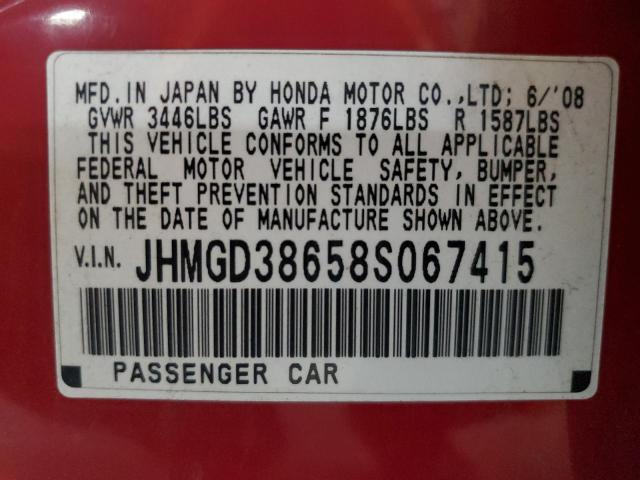 MFD. IN JAPAN BY HONDA MOTOR CO.,LTD; 6/'08
GVWR 3446LBS GAWR F 1876LBS R 1587LBS
THIS VEHICLE CONFORMS TO ALL APPLICABLE
FEDERAL MOTOR VEHICLE SAFETY, BUMPER,
AND THEFT PREVENTION STANDARDS IN EFFECT
ON THE DATE OF MANUFACTURE SHOWN ABOVE.
V.I.N. JHMGD38658S067415
PASSENGER CAR